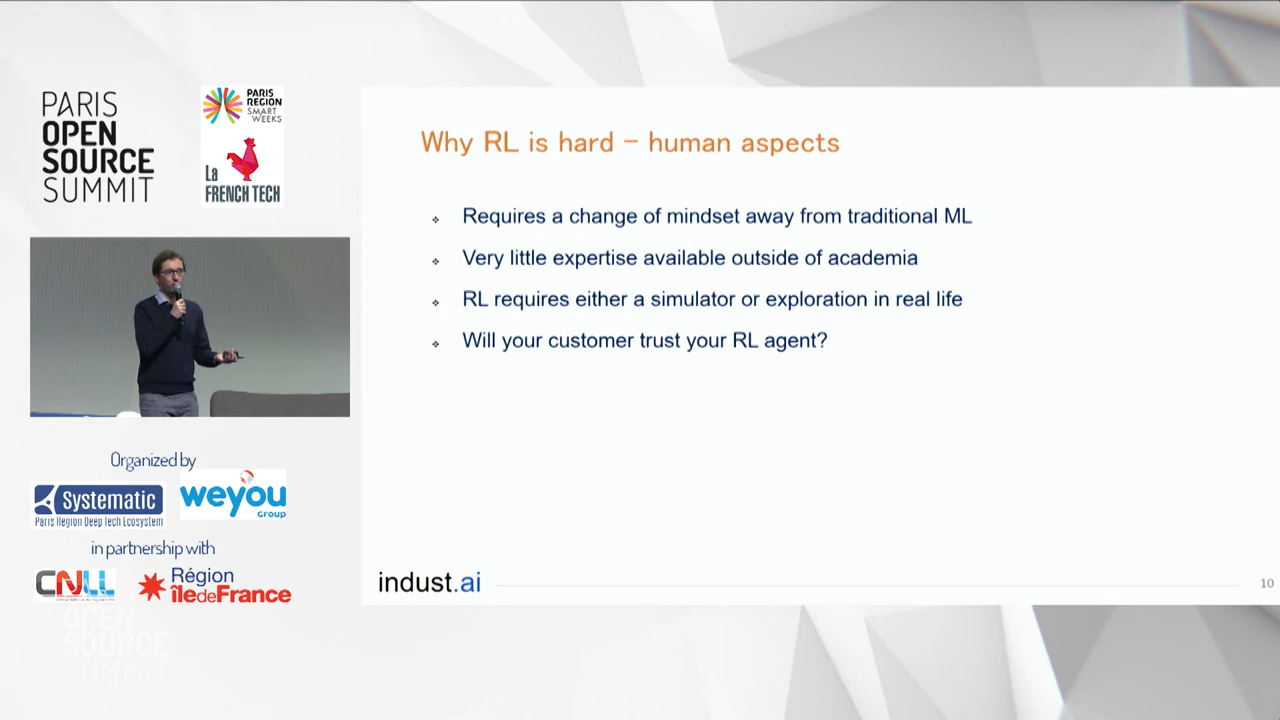 PARIS
OPEN
SOURCE
SUMMIT
PARIS
REGION
SMART
WEEKS
La
FRENCH TECH
Why RL is hard – human aspects
Requires a change of mindset away from traditional ML
Very little expertise available outside of academia
RL requires either a simulator or exploration in real life
Will your customer trust your RL agent?
Organized by
Systematic
Paris Region Deep Tech Ecosystem
weyou
Group
in partnership with
CNLL
Région
îledeFrance
indust.ai
10
OPEN
SOURCE
SUMMIT